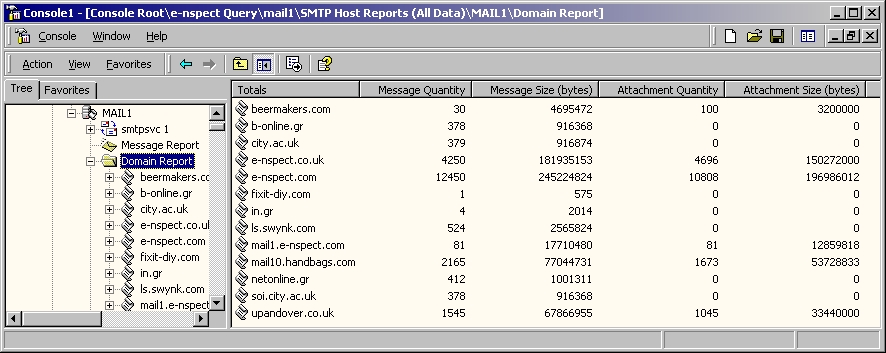 Console1 - [Console Root\e-nspect Query\mail1\SMTP Host Reports (All Data)\MAIL1\Domain Report]
Console Window Help
Action View Favorites
Tree Favorites
MAIL1
smtpsvc 1
Message Report
Domain Report
beermakers.co
b-online.gr
city.ac.uk
e-nspect.co.ul
e-nspect.com
fixit-diy.com
in.gr
ls.swynk.com
mail1.e-nspect
Totals Message Quantity Message Size (bytes) Attachment Quantity Attachment Size (bytes)
beermakers.com 30 4695472 100 3200000
b-online.gr 378 916368 0 0
city.ac.uk 379 916874 0 0
e-nspect.co.uk 4250 181935153 4696 150272000
e-nspect.com 12450 245224824 10808 196986012
fixit-diy.com 1 575 0 0
in.gr 4 2014 0 0
ls.swynk.com 524 2565824 0 0
mail1.e-nspect.com 81 17710480 81 12859818
mail10.handbags.com 2165 77044731 1673 53728833
netonline.gr 412 1001311 0 0
soi.city.ac.uk 378 916368 0 0
upandover.co.uk 1545 67866955 1045 33440000